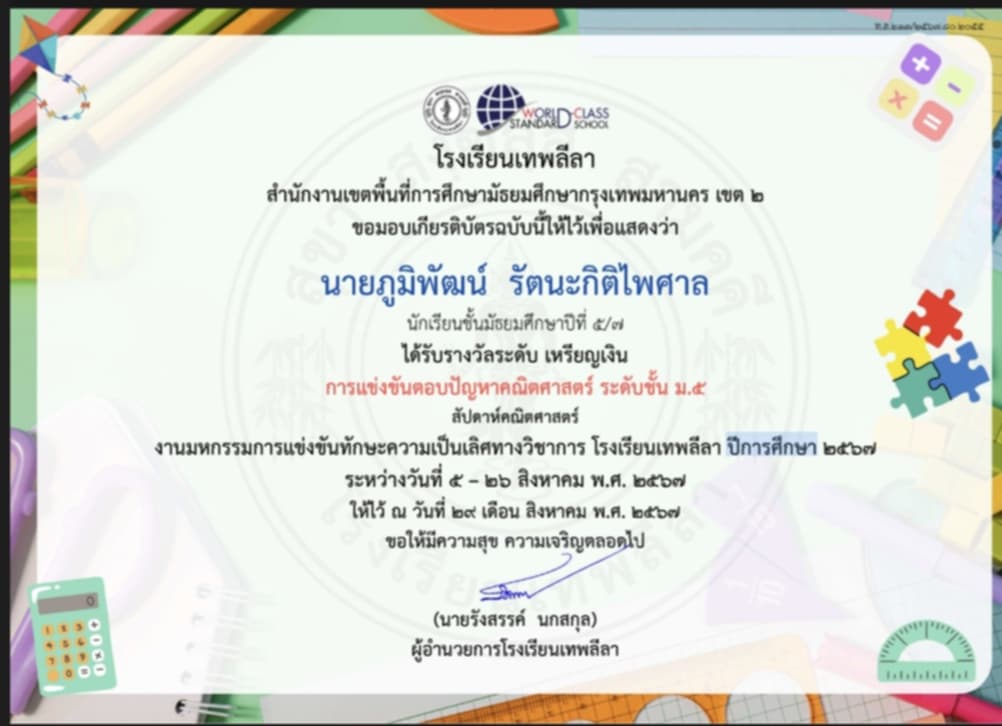 WORLD-CLASS
STANDARD SCHOOL
โรงเรียนเทพลีลา
สำนักงานเขตพื้นที่การศึกษามัธยมศึกษากรุงเทพมหานคร เขต ๒
ขอมอบเกียรติบัตรฉบับนี้ให้ไว้เพื่อแสดงว่า
นายภูมิพัฒน์ รัตนะกิติไพศาล
นักเรียนชั้นมัธยมศึกษาปีที่ ๕/๗
ได้รับรางวัลระดับ เหรียญเงิน
การแข่งขันตอบปัญหาคณิตศาสตร์ ระดับชั้น ม.๕
สัปดาห์คณิตศาสตร์
งานมหกรรมการแข่งขันทักษะความเป็นเลิศทางวิชาการ โรงเรียนเทพลีลา ปีการศึกษา ๒๕๖๗
ระหว่างวันที่ ๕ – ๒๖ สิงหาคม พ.ศ. ๒๕๖๗
ให้ไว้ ณ วันที่ ๒๙ เดือน สิงหาคม พ.ศ. ๒๕๖๗
ขอให้มีความสุข ความเจริญตลอดไป
(นายรังสรรค์ นกสกุล)
ผู้อำนวยการโรงเรียนเทพลีลา